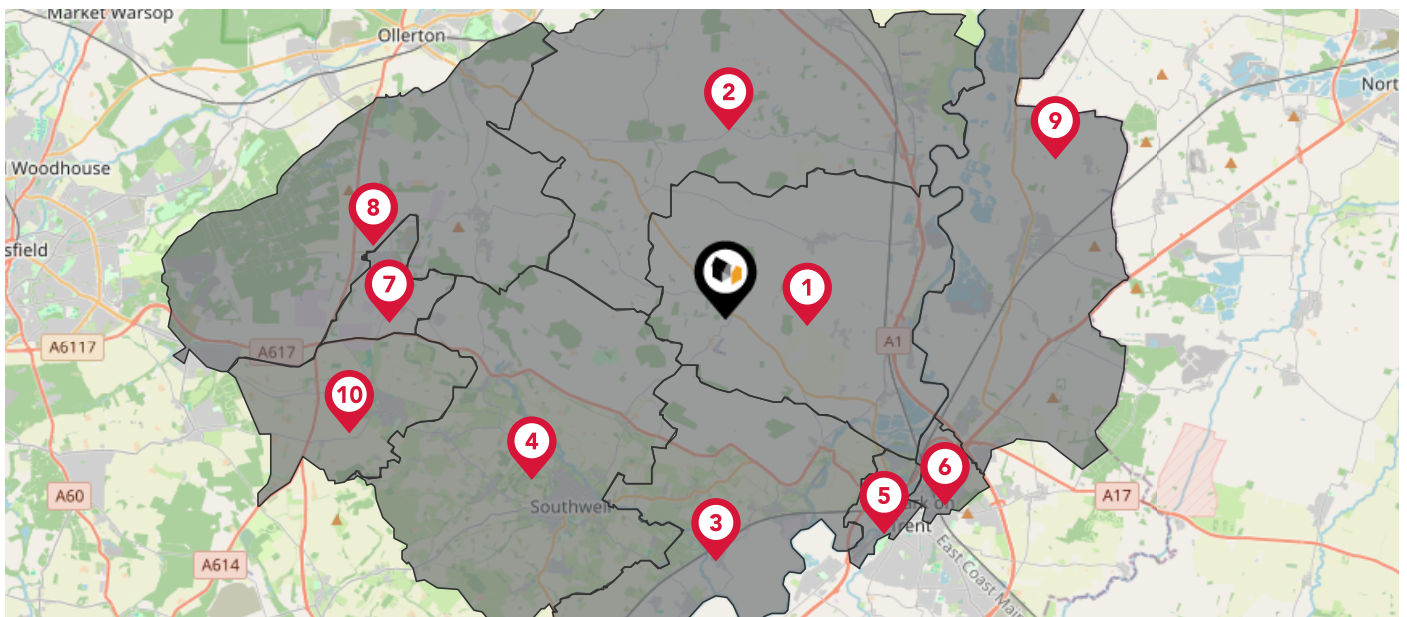 Market Warsop
Ollerton
2
Nort
9
l Woodhouse
8
sfield
7
1
A6117
A617
A1
10
4
6
A60
5
A17
Southwell
3
A614
East Coast Main